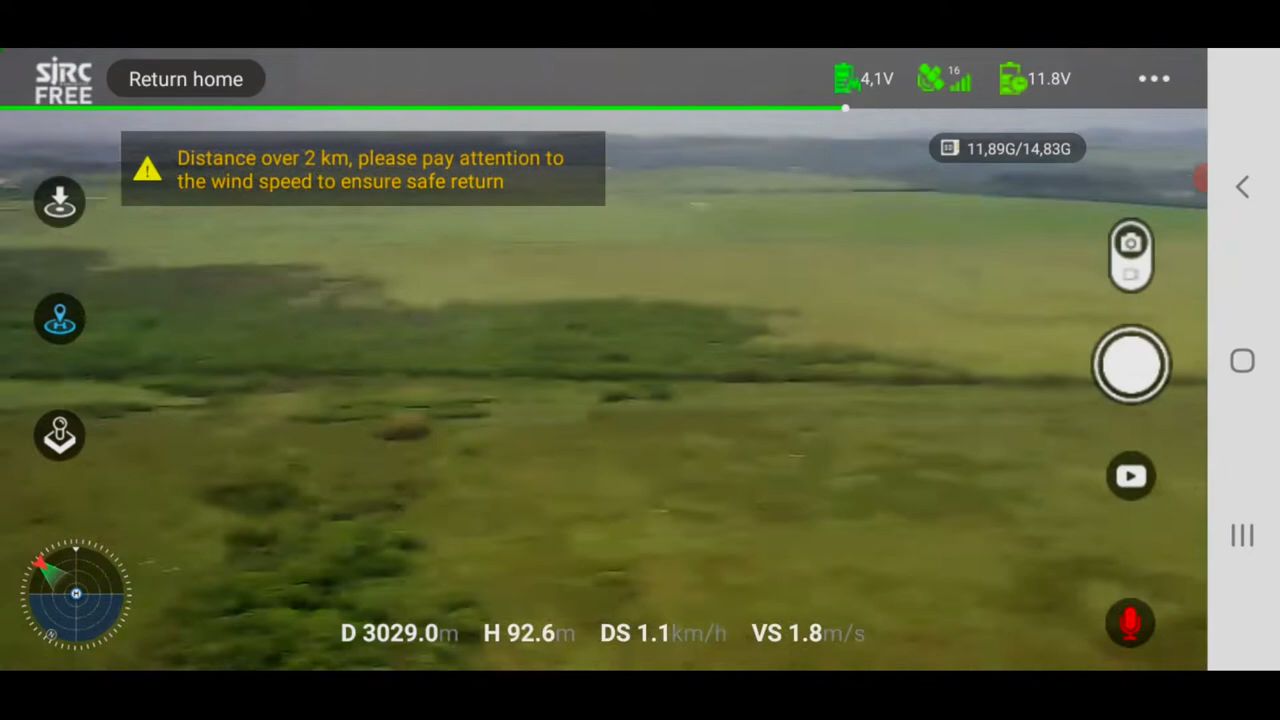 SJRC
FREE
Return home
4,1V
16
11.8V
Distance over 2 km, please pay attention to
the wind speed to ensure safe return
11,89G/14,83G
H
N
D 3029.0m H 92.6m DS 1.1km/h VS 1.8m/s